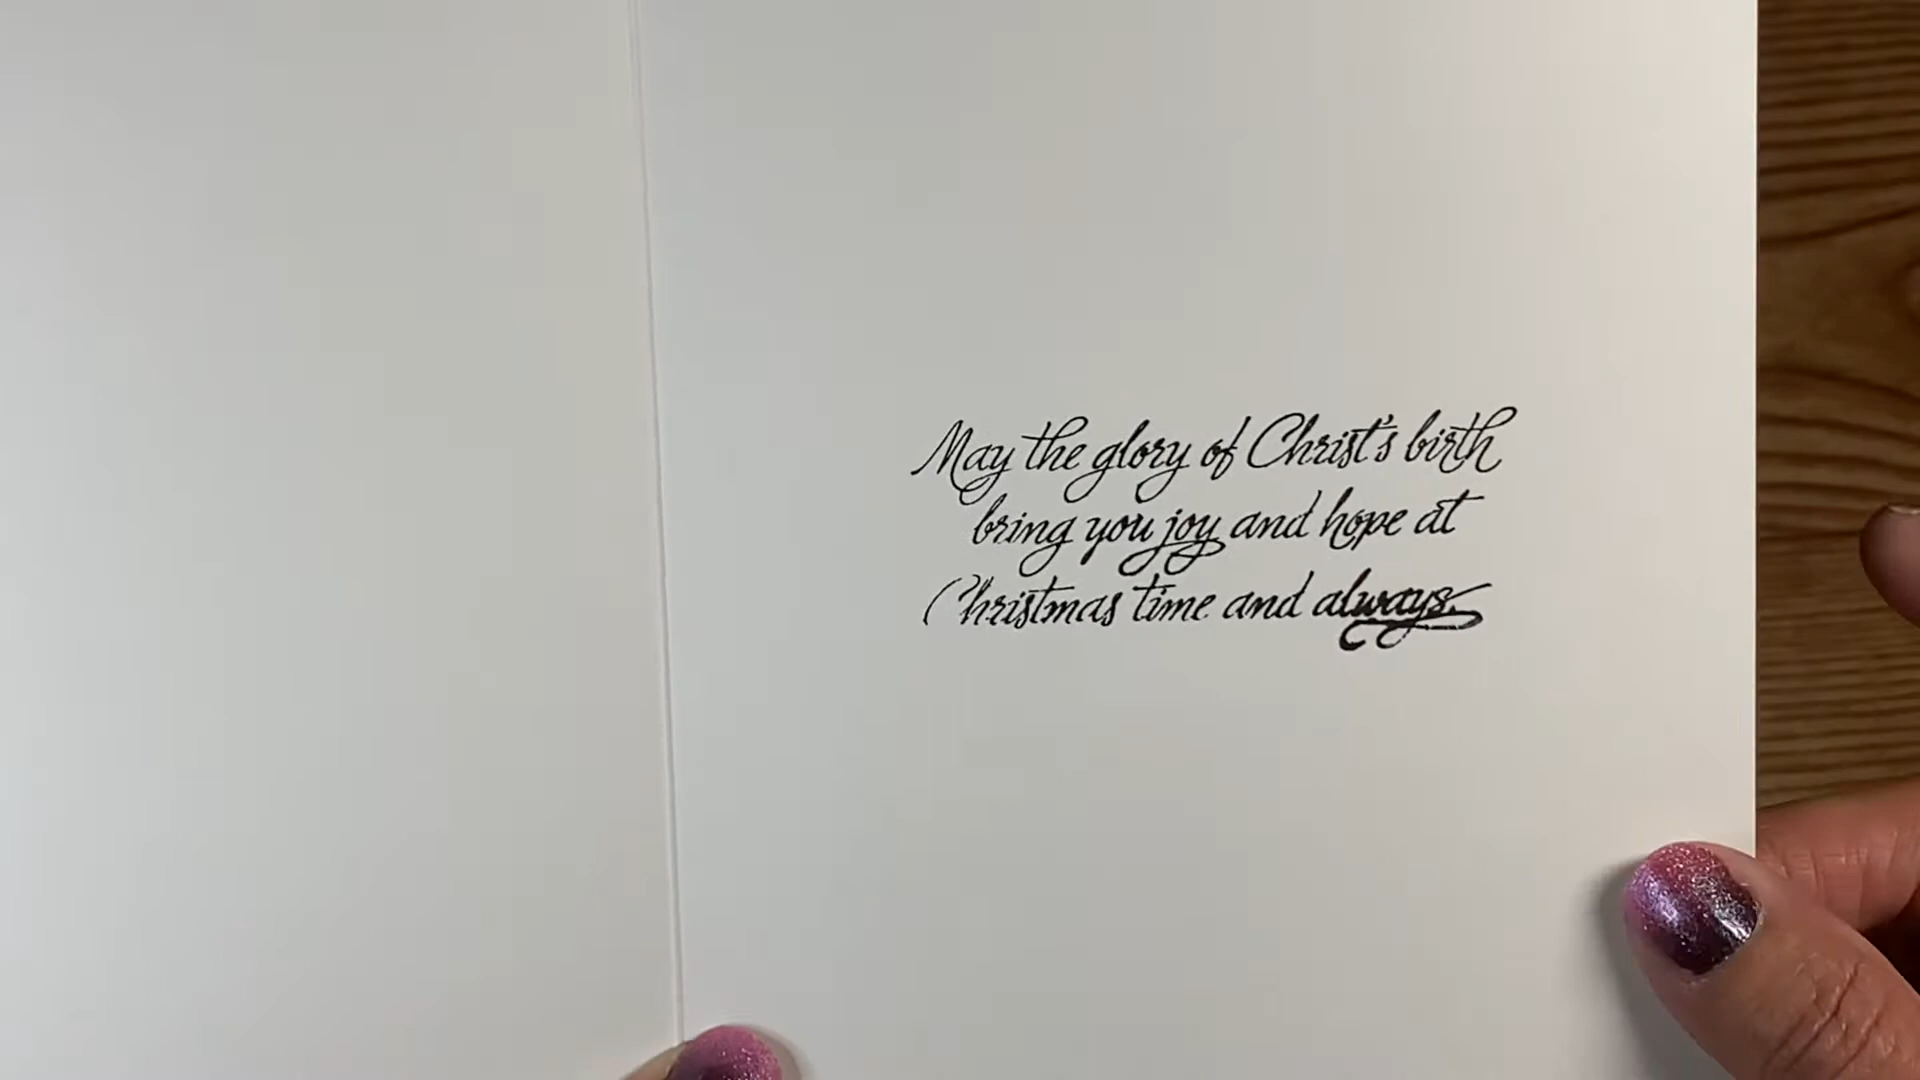 May the glory of Christ's birth
bring you joy and hope at
Christmas time and always.